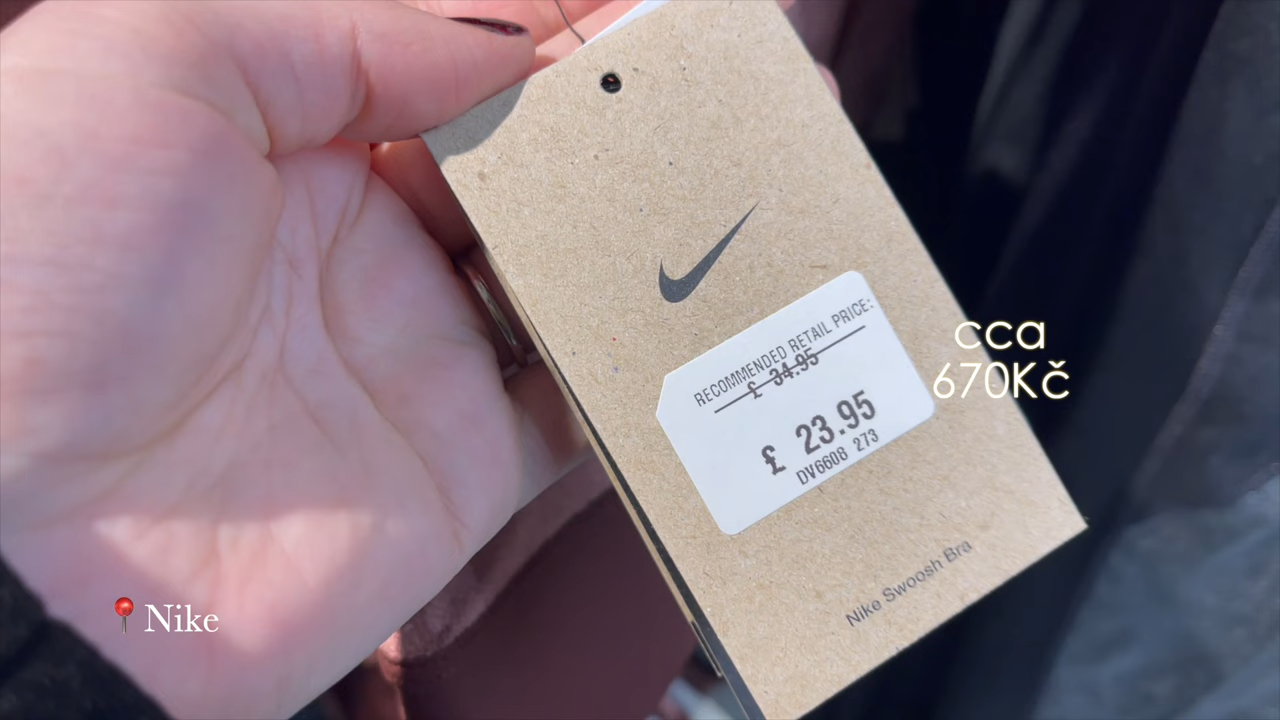 RECOMMENDED RETAIL PRICE:
£ 34.95
£ 23.95
DV6608 273
Nike Swoosh Bra
cca
670Kč
Nike